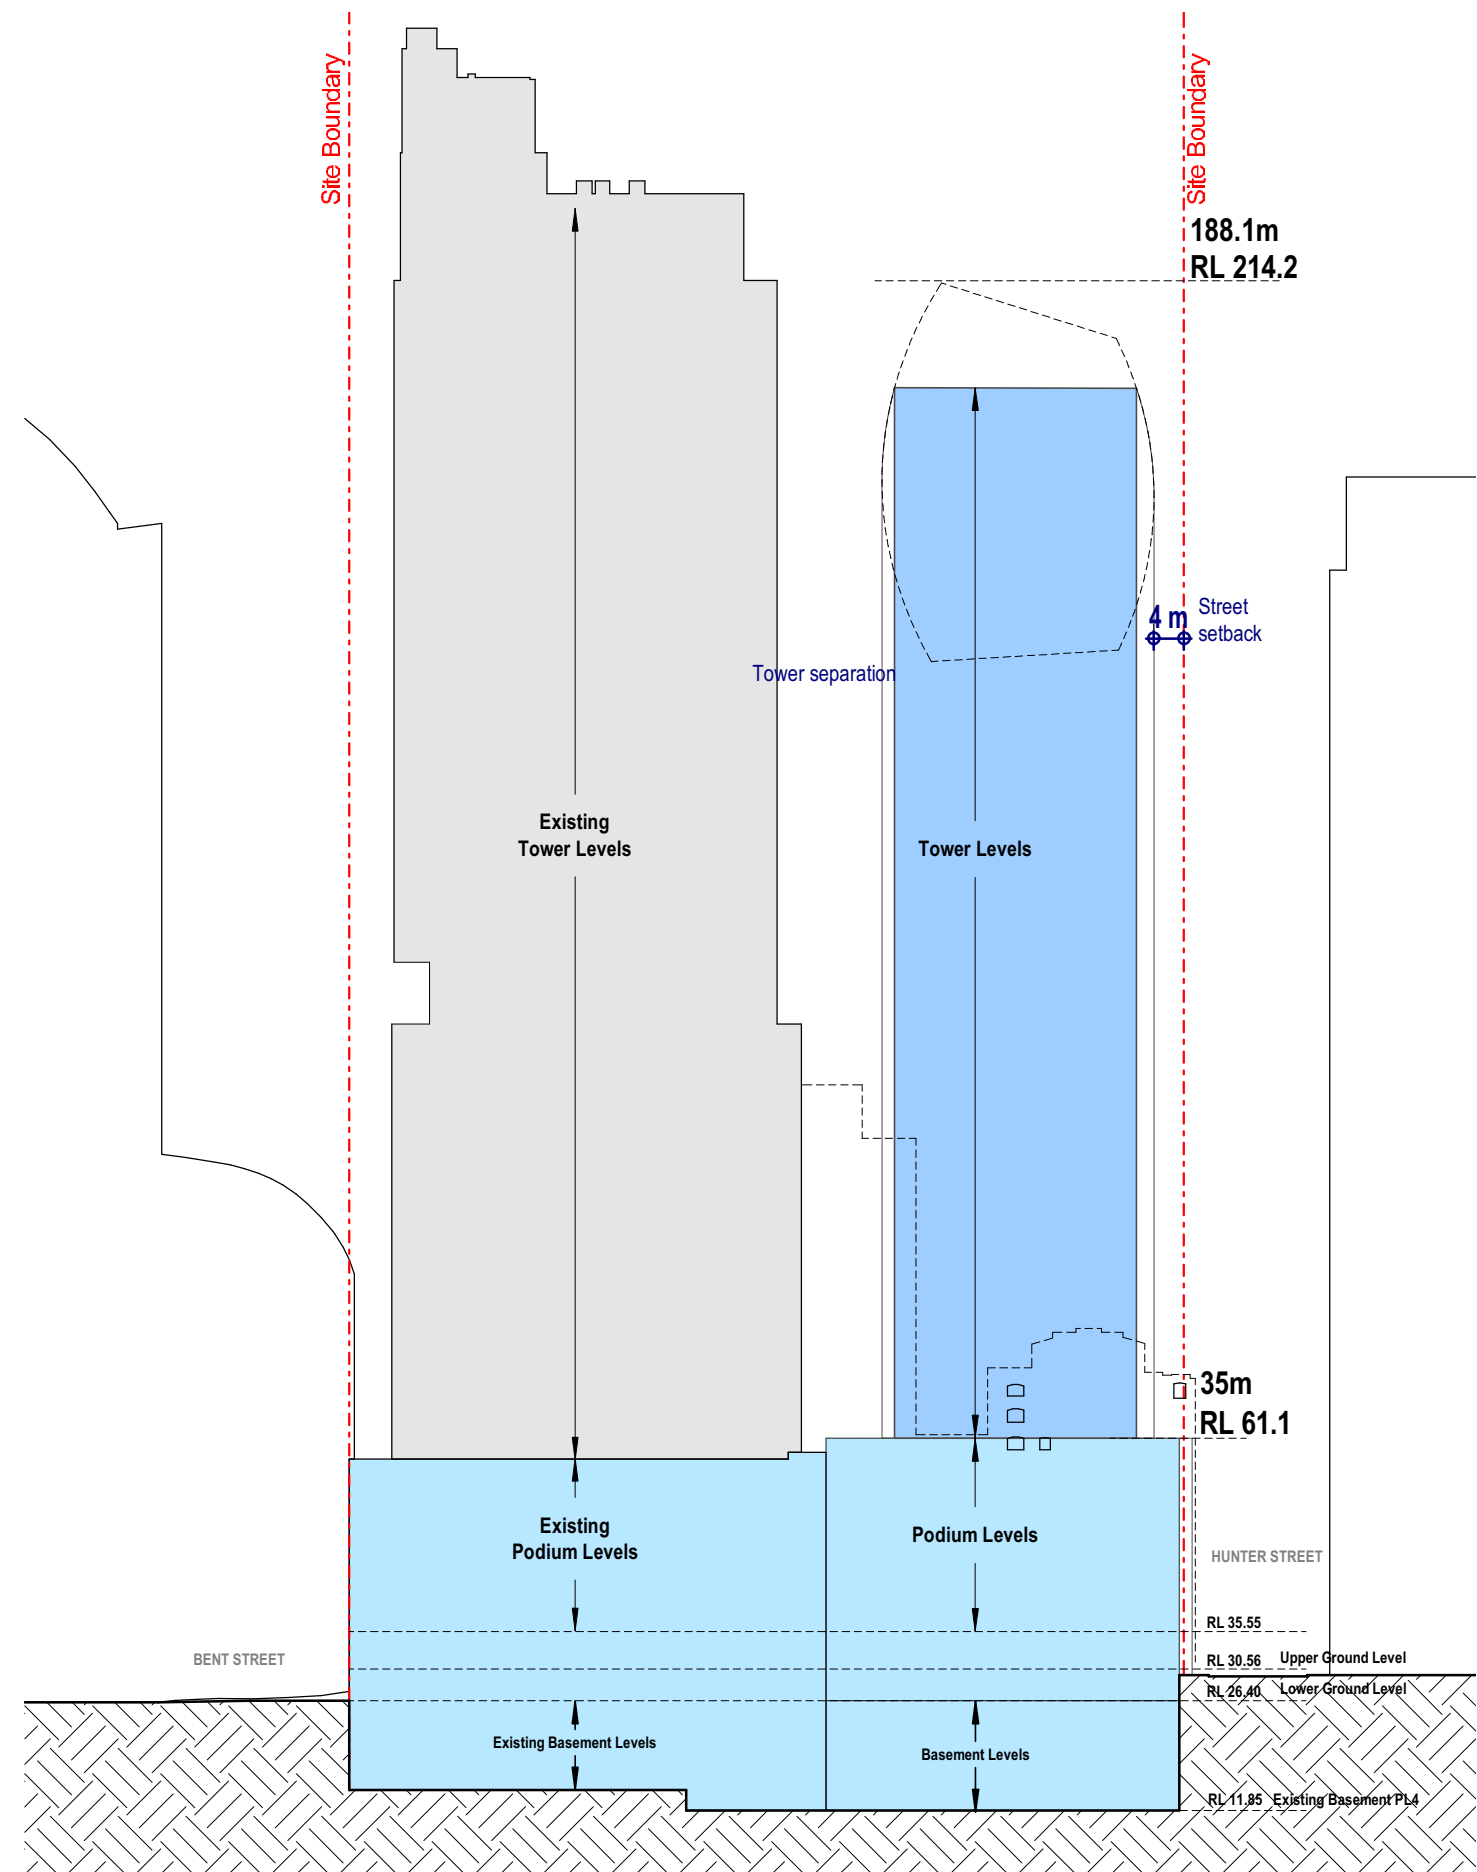 Site Boundary
Site Boundary
188.1m
RL 214.2
4 m
Street
setback
Tower separation
Existing
Tower Levels
Tower Levels
35m
RL 61.1
Existing
Podium Levels
Podium Levels
HUNTER STREET
RL 35.55
BENT STREET
RL 30.56 Upper Ground Level
RL 26.40 Lower Ground Level
Existing Basement Levels
Basement Levels
RL 11.85 Existing Basement PL4